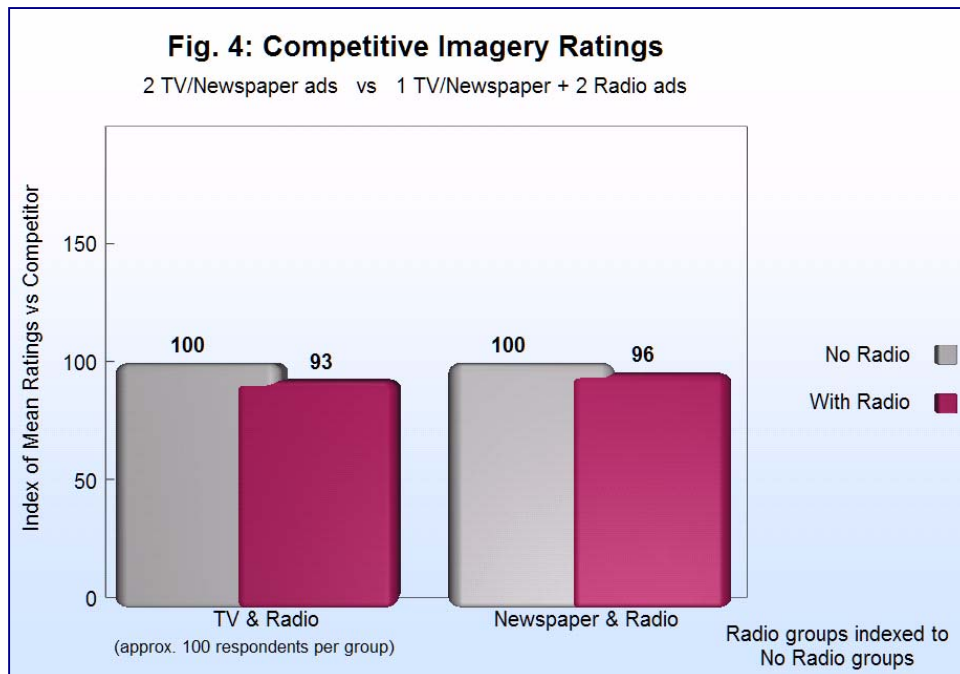 Fig. 4: Competitive Imagery Ratings
2 TV/Newspaper ads vs 1 TV/Newspaper + 2 Radio ads
Index of Mean Ratings vs Competitor
150
100
50
0
100
93
100
96
No Radio
With Radio
TV & Radio
(approx. 100 respondents per group)
Newspaper & Radio
Radio groups indexed to
No Radio groups